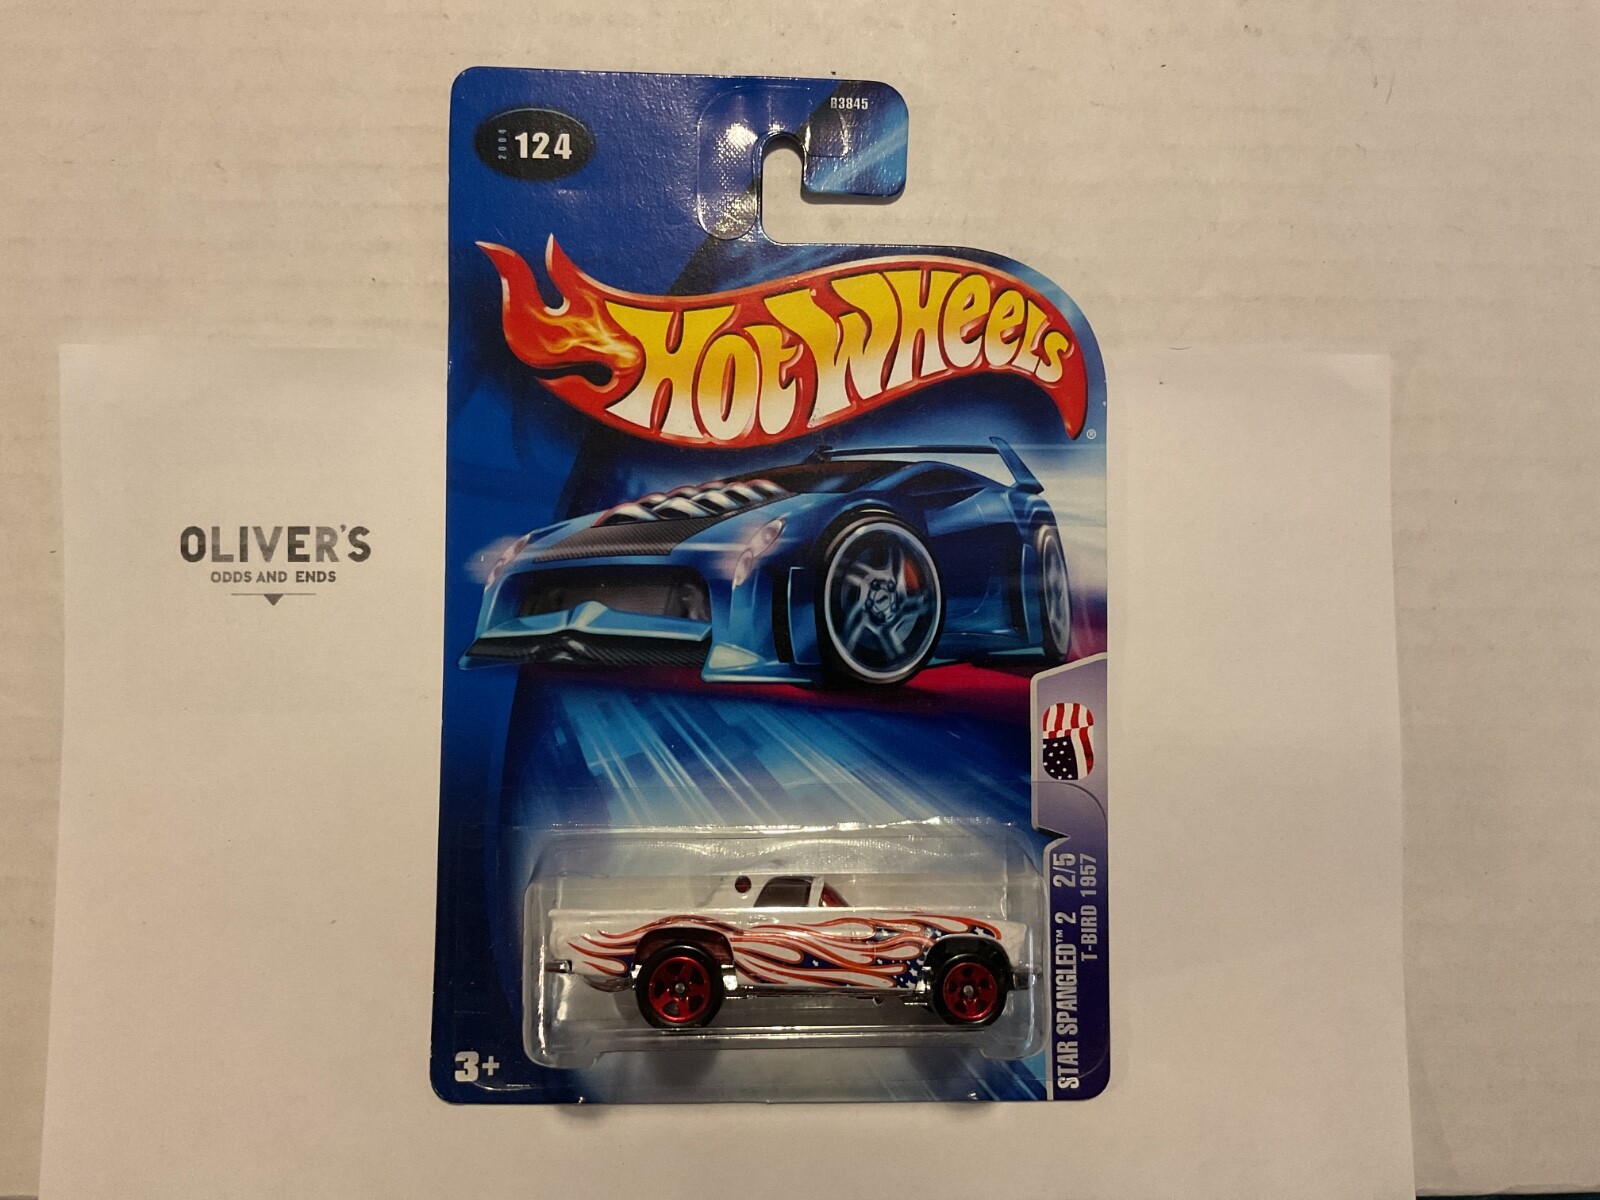 B3845
2004 124
HOT WHEELS
®
OLIVER'S
ODDS AND ENDS
STAR SPANGLED™ 2 2/5
T-BIRD 1957
3+